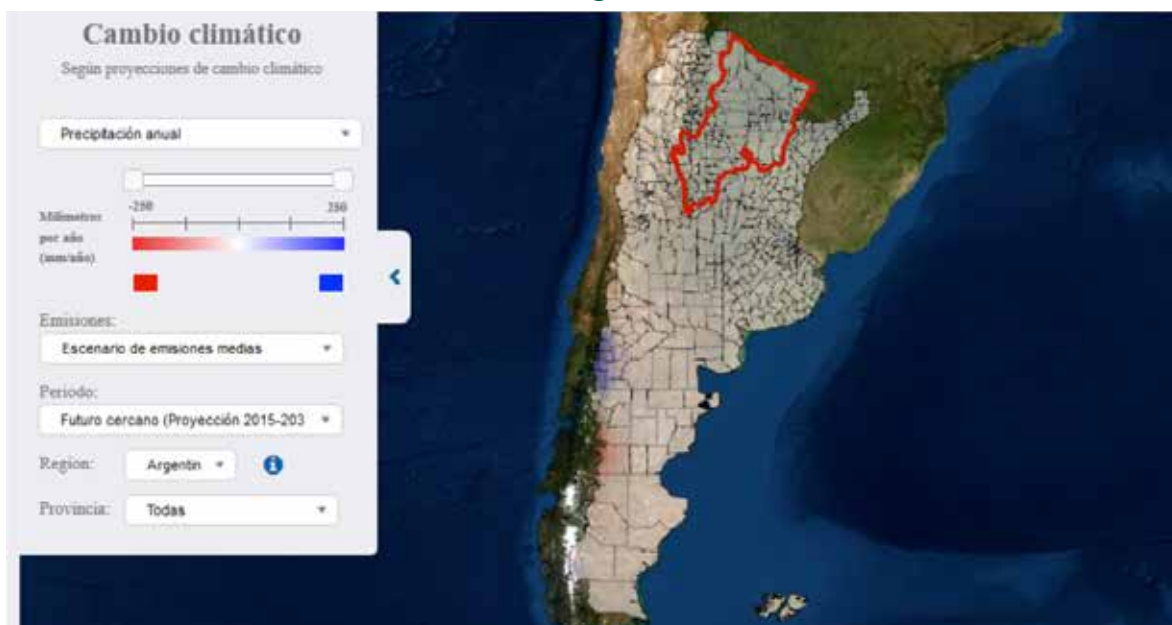 Cambio climático
Según proyecciones de cambio climático
Precipitación anual
-250 250
Milímetros
por año
(mm/año)
Emisiones:
Escenario de emisiones medias
Periodo:
Futuro cercano (Proyección 2015-203
Region: Argentin
Provincia: Todas